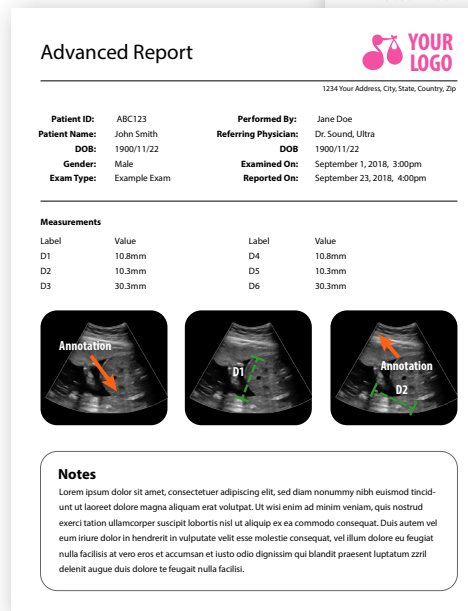 Advanced Report
YOUR
LOGO
1234 Your Address, City, State, Country, Zip
Patient ID: ABC123 Performed By: Jane Doe
Patient Name: John Smith Referring Physician: Dr. Sound, Ultra
DOB: 1900/11/22 DOB 1900/11/22
Gender: Male Examined On: September 1, 2018, 3:00pm
Exam Type: Example Exam Reported On: September 23, 2018, 4:00pm
Measurements
Label Value Label Value
D1 10.8mm D4 10.8mm
D2 10.3mm D5 10.3mm
D3 30.3mm D6 30.3mm
Annotation
D1
Annotation
D2
Notes
Lorem ipsum dolor sit amet, consectetuer adipiscing elit, sed diam nonummy nibh euismod tincid-
unt ut laoreet dolore magna aliquam erat volutpat. Ut wisi enim ad minim veniam, quis nostrud
exerci tation ullamcorper suscipit lobortis nisl ut aliquip ex ea commodo consequat. Duis autem vel
eum iriure dolor in hendrerit in vulputate velit esse molestie consequat, vel illum dolore eu feugiat
nulla facilisis at vero eros et accumsan et iusto odio dignissim qui blandit praesent luptatum zzril
delenit augue duis dolore te feugait nulla facilisi.